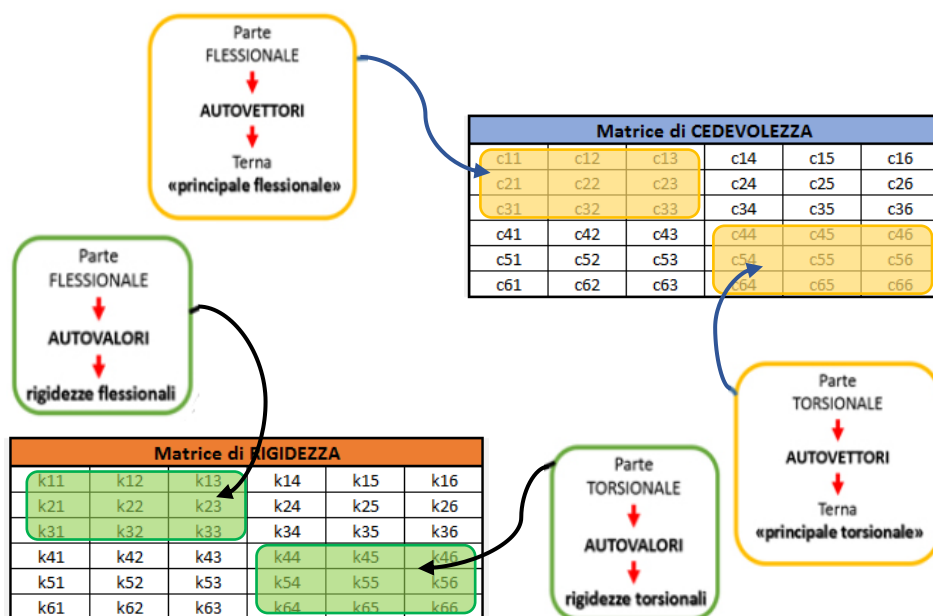 Parte
FLESSIONALE
AUTOVETTORI
Terna
«principale flessionale»
Matrice di CEDEVOLEZZA
c11 c12 c13 c14 c15 c16
c21 c22 c23 c24 c25 c26
c31 c32 c33 c34 c35 c36
c41 c42 c43 c44 c45 c46
c51 c52 c53 c54 c55 c56
c61 c62 c63 c64 c65 c66
Parte
FLESSIONALE
AUTOVALORI
rigidezze flessionali
Parte
TORSIONALE
AUTOVETTORI
Terna
«principale torsionale»
Matrice di RIGIDEZZA
k11 k12 k13 k14 k15 k16
k21 k22 k23 k24 k25 k26
k31 k32 k33 k34 k35 k36
k41 k42 k43 k44 k45 k46
k51 k52 k53 k54 k55 k56
k61 k62 k63 k64 k65 k66
Parte
TORSIONALE
AUTOVALORI
rigidezze torsionali